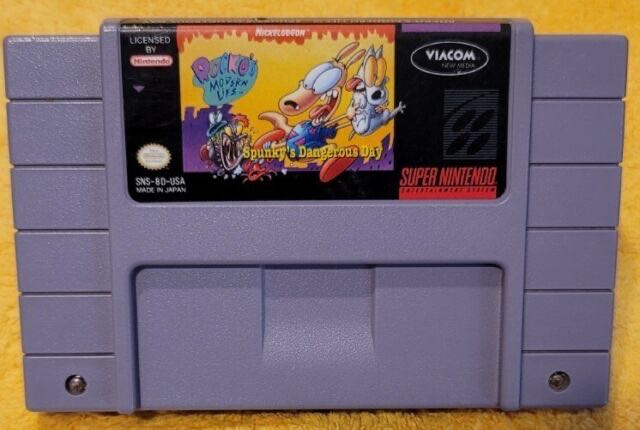 LICENSED
BY
Nintendo
NICKELODEON
ROCKO'S
MODERN
LIFE
Spunky's Dangerous Day
VIACOM
NEW MEDIA
SNS-8D-USA
MADE IN JAPAN
SUPER NINTENDO
ENTERTAINMENT SYSTEM